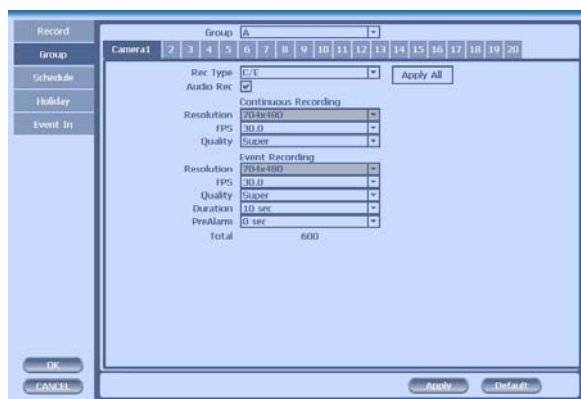 Record
Group
Schedule
Holiday
Event In
Group A
Camera1 2 3 4 5 6 7 8 9 10 11 12 13 14 15 16 17 18 19 20
Rec Type C/E Apply All
Audio Rec
Continuous Recording
Resolution 704x480
FPS 30.0
Quality Super
Event Recording
Resolution 704x480
FPS 30.0
Quality Super
Duration 10 sec
PreAlarm 0 sec
Total 600
OK
CANCEL
Apply Default